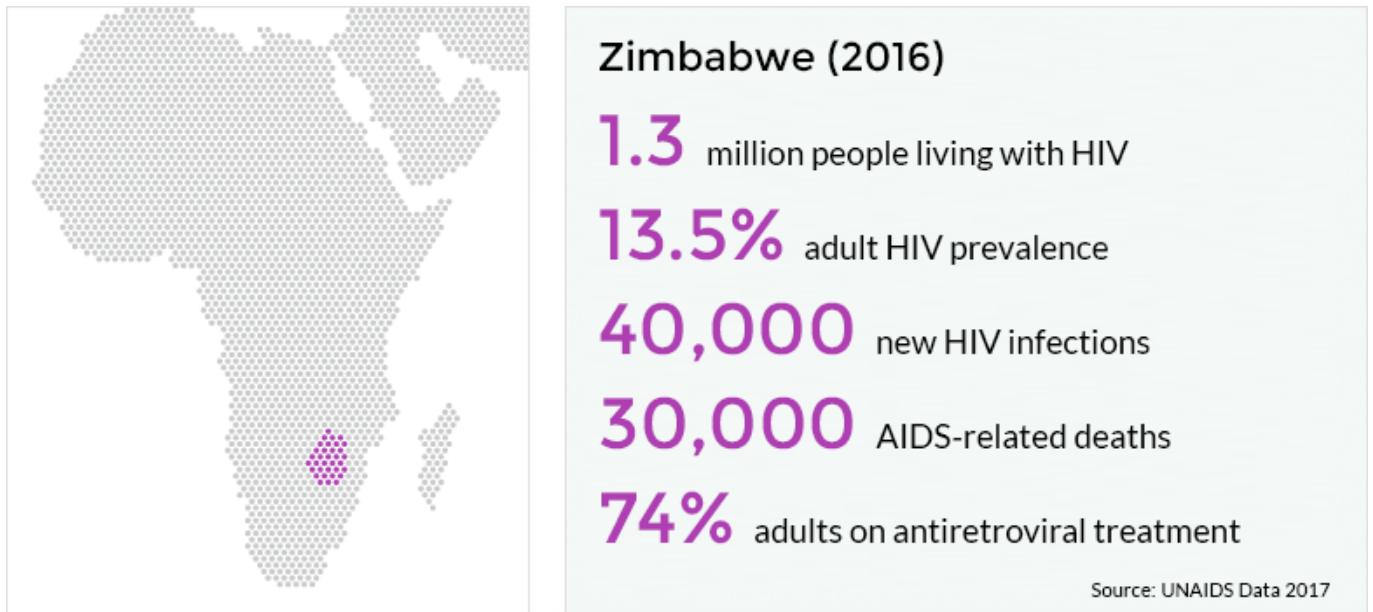 Zimbabwe (2016)
1.3 million people living with HIV
13.5% adult HIV prevalence
40,000 new HIV infections
30,000 AIDS-related deaths
74% adults on antiretroviral treatment
Source: UNAIDS Data 2017